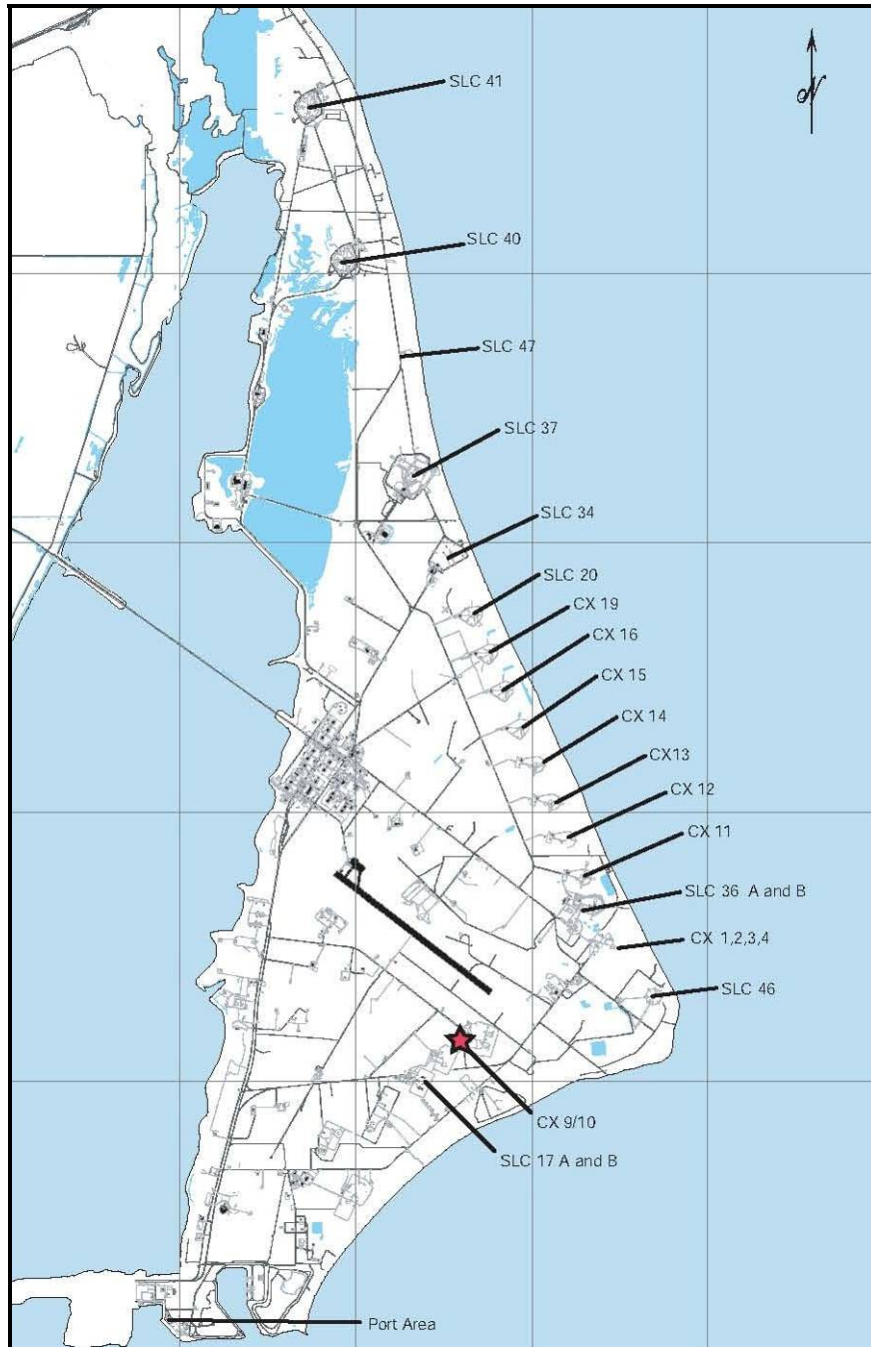 SLC 41
N
SLC 40
SLC 47
SLC 37
SLC 34
SLC 20
CX 19
CX 16
CX 15
CX 14
CX13
CX 12
CX 11
SLC 36 A and B
CX 1,2,3,4
SLC 46
CX 9/10
SLC 17 A and B
Port Area